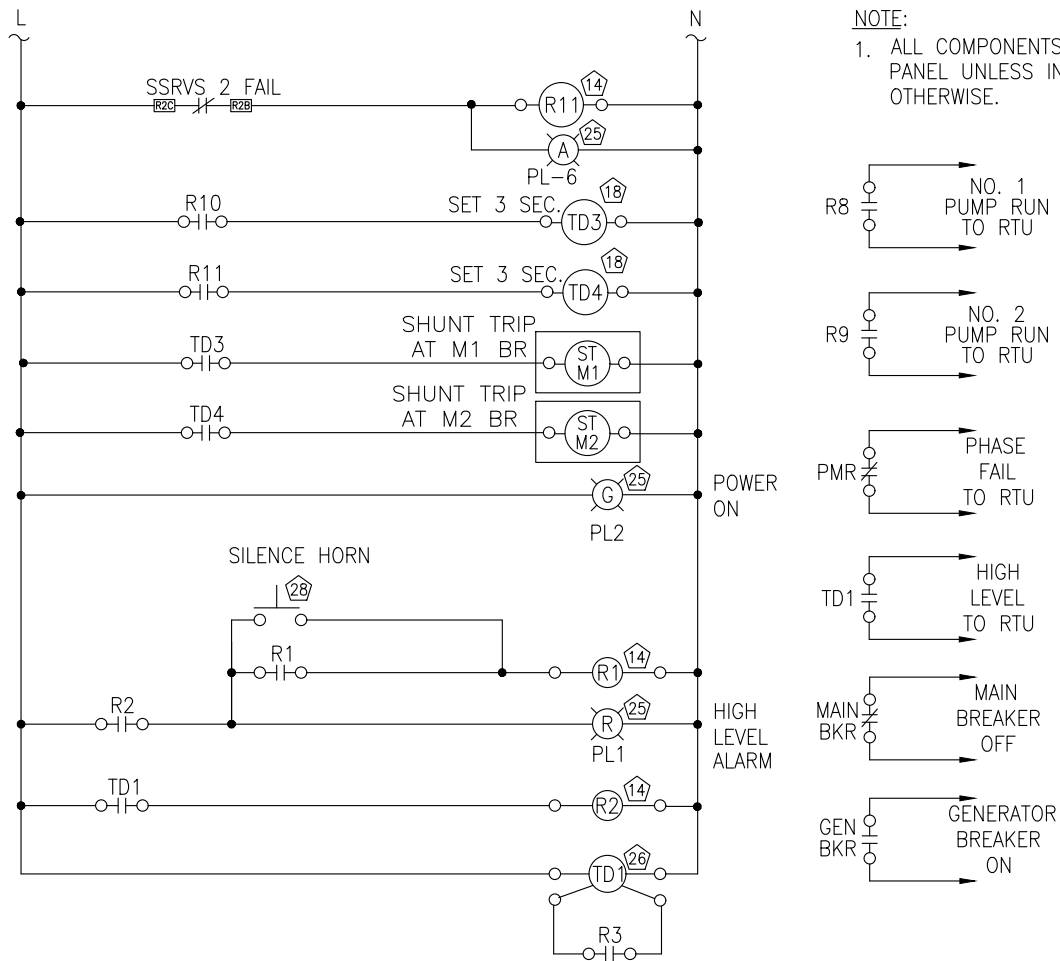 L
N
NOTE:
1. ALL COMPONENTS
PANEL UNLESS IN
OTHERWISE.
SSRVS 2 FAIL
R2C
R2B
R11
14
A
25
PL-6
R10
SET 3 SEC.
TD3
18
R11
SET 3 SEC.
TD4
18
TD3
SHUNT TRIP
AT M1 BR
ST
M1
TD4
SHUNT TRIP
AT M2 BR
ST
M2
G
25
PL2
POWER
ON
SILENCE HORN
28
R1
R1
14
R2
R
25
PL1
HIGH
LEVEL
ALARM
TD1
R2
14
TD1
26
R3
R8
NO. 1
PUMP RUN
TO RTU
R9
NO. 2
PUMP RUN
TO RTU
PMR
PHASE
FAIL
TO RTU
TD1
HIGH
LEVEL
TO RTU
MAIN
BKR
MAIN
BREAKER
OFF
GEN
BKR
GENERATOR
BREAKER
ON